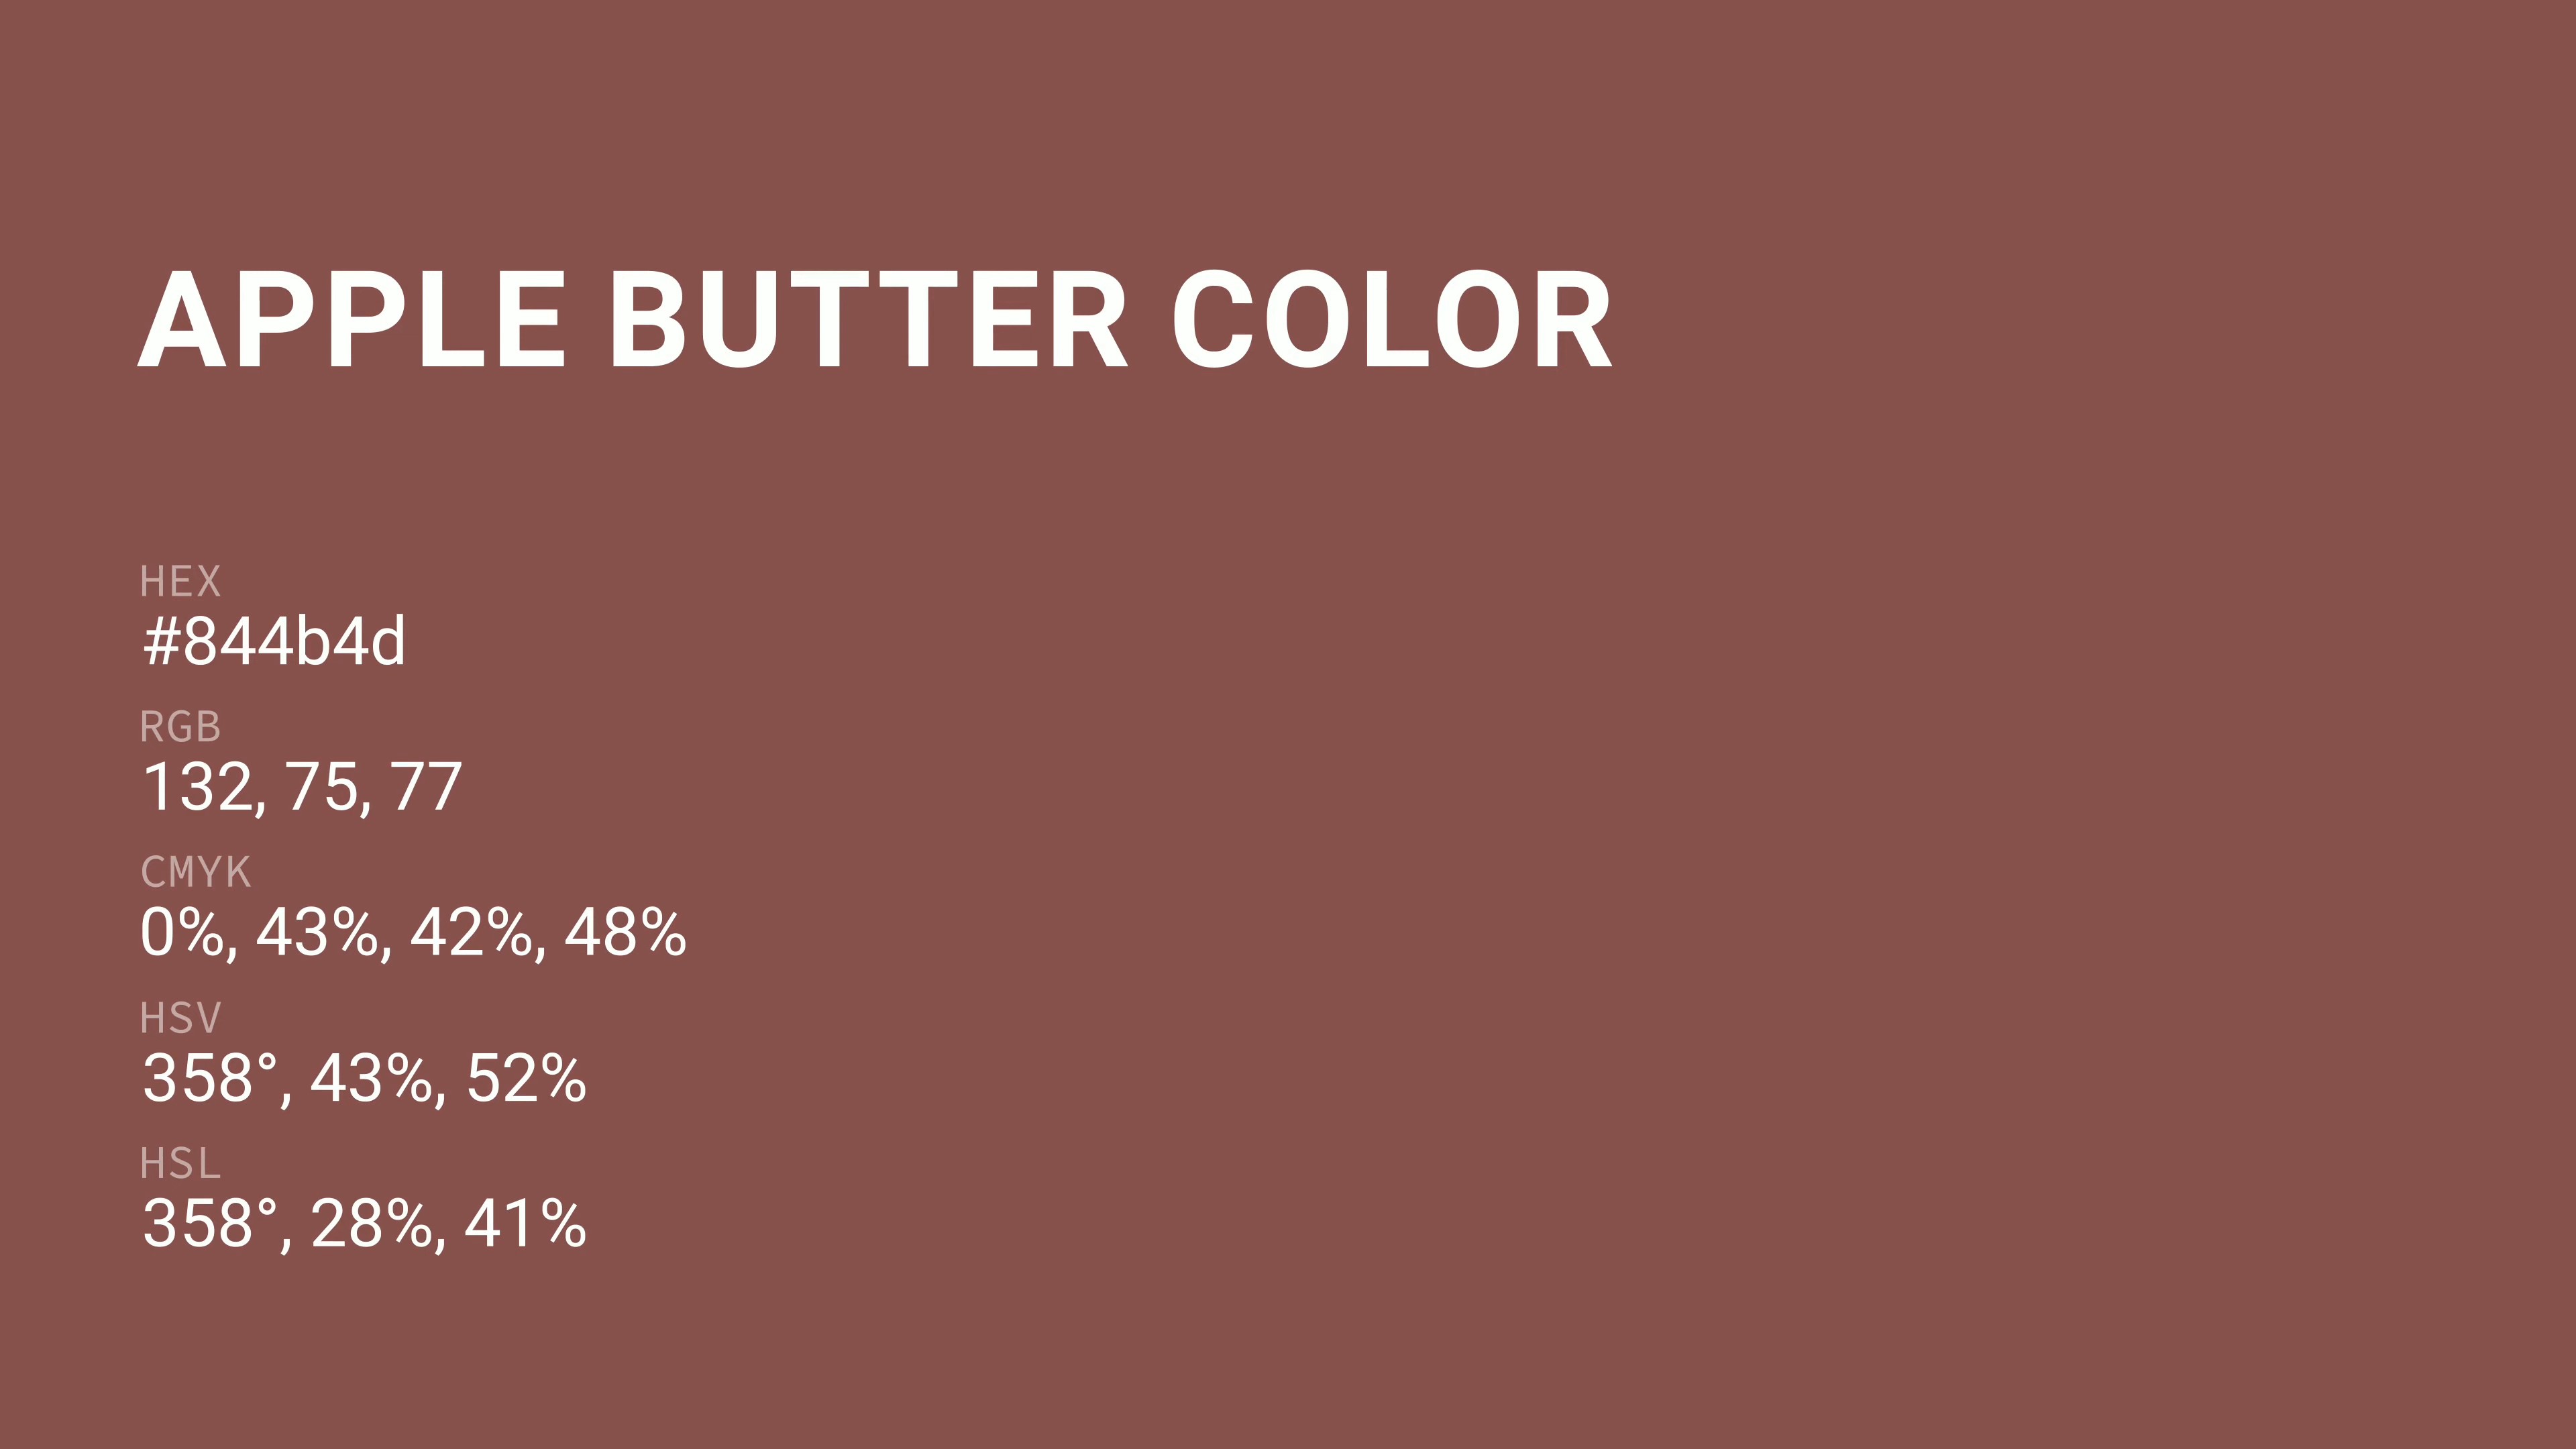 APPLE BUTTER COLOR
HEX
#844b4d
RGB
132, 75, 77
CMYK
0%, 43%, 42%, 48%
HSV
358°, 43%, 52%
HSL
358°, 28%, 41%